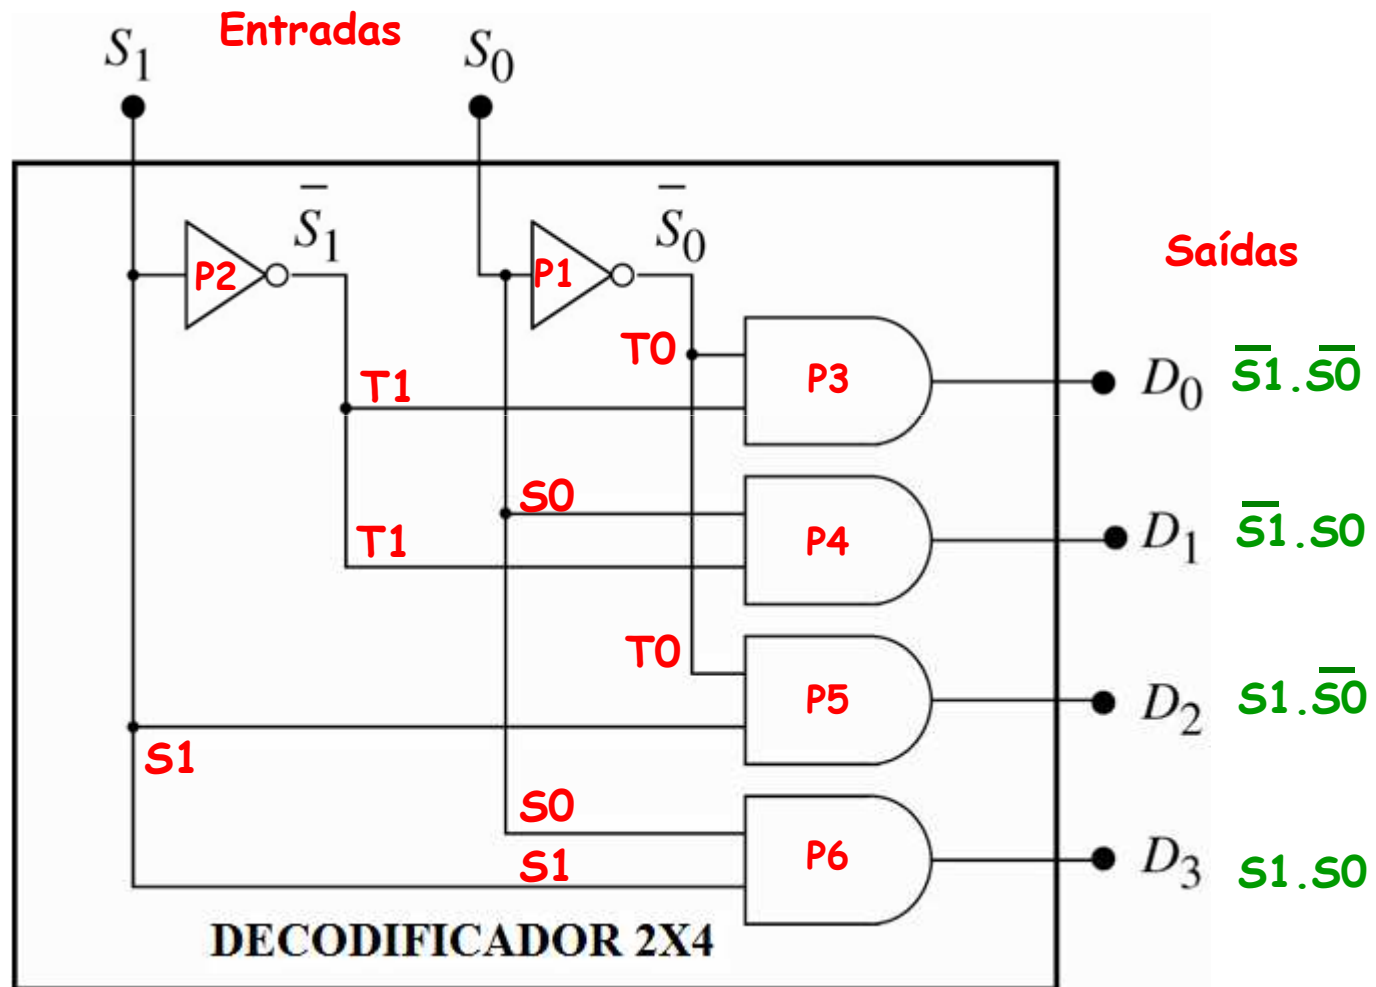 Entradas
S₁ S₀
S̅₁ S̅₀
P2 P1
Saídas
T0
P3 D₀ S̅1̅.S̅0̅
T1
S0
P4 D₁ S̅1̅.S0
T1
T0
P5 D₂ S1.S̅0̅
S1
S0
P6 D₃ S1.S0
S1
DECODIFICADOR 2X4